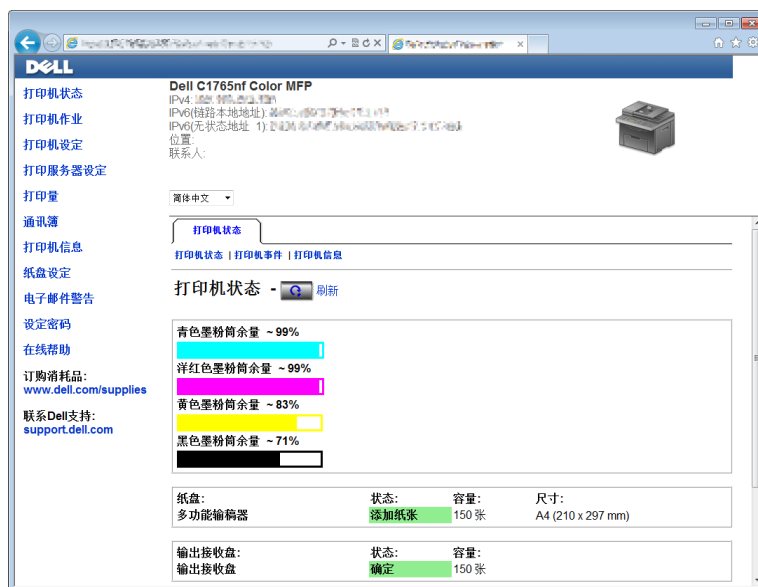 DELL
Dell C1765nf Color MFP
IPv4:
IPv6(链路本地地址):
IPv6(无状态地址 1):
位置:
联系人:
简体中文
打印机状态
打印机作业
打印机设定
打印服务器设定
打印量
通讯簿
打印机信息
纸盘设定
电子邮件警告
设定密码
在线帮助
订购消耗品:
www.dell.com/supplies
联系Dell支持:
support.dell.com
打印机状态
打印机状态 | 打印机事件 | 打印机信息
打印机状态 - 刷新
青色墨粉筒余量 ~ 99%
洋红色墨粉筒余量 ~ 99%
黄色墨粉筒余量 ~ 83%
黑色墨粉筒余量 ~ 71%
纸盘: 状态: 容量: 尺寸:
多功能输稿器 添加纸张 150 张 A4 (210 x 297 mm)
输出接收盘: 状态: 容量:
输出接收盘 确定 150 张